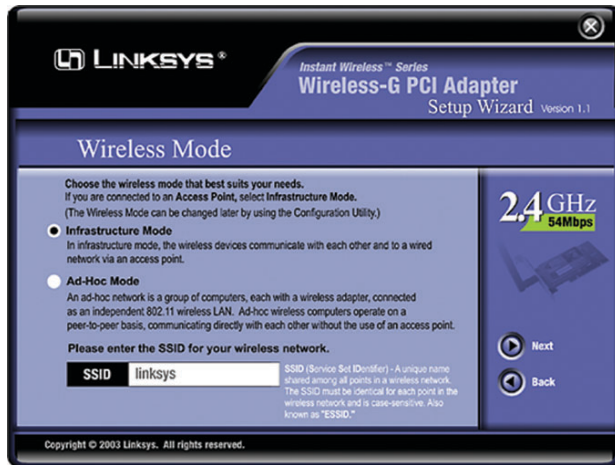 LINKSYS®
Instant Wireless™ Series
Wireless-G PCI Adapter
Setup Wizard Version 1.1
Wireless Mode
Choose the wireless mode that best suits your needs.
If you are connected to an Access Point, select Infrastructure Mode.
(The Wireless Mode can be changed later by using the Configuration Utility.)
Infrastructure Mode
In infrastructure mode, the wireless devices communicate with each other and to a wired
network via an access point.
Ad-Hoc Mode
An ad-hoc network is a group of computers, each with a wireless adapter, connected
as an independent 802.11 wireless LAN. Ad-hoc wireless computers operate on a
peer-to-peer basis, communicating directly with each other without the use of an access point.
Please enter the SSID for your wireless network.
SSID linksys
SSID (Service Set IDentifier) - A unique name
shared among all points in a wireless network.
The SSID must be identical for each point in the
wireless network and is case-sensitive. Also
known as "ESSID."
2.4 GHz
54Mbps
Next
Back
Copyright © 2003 Linksys. All rights reserved.